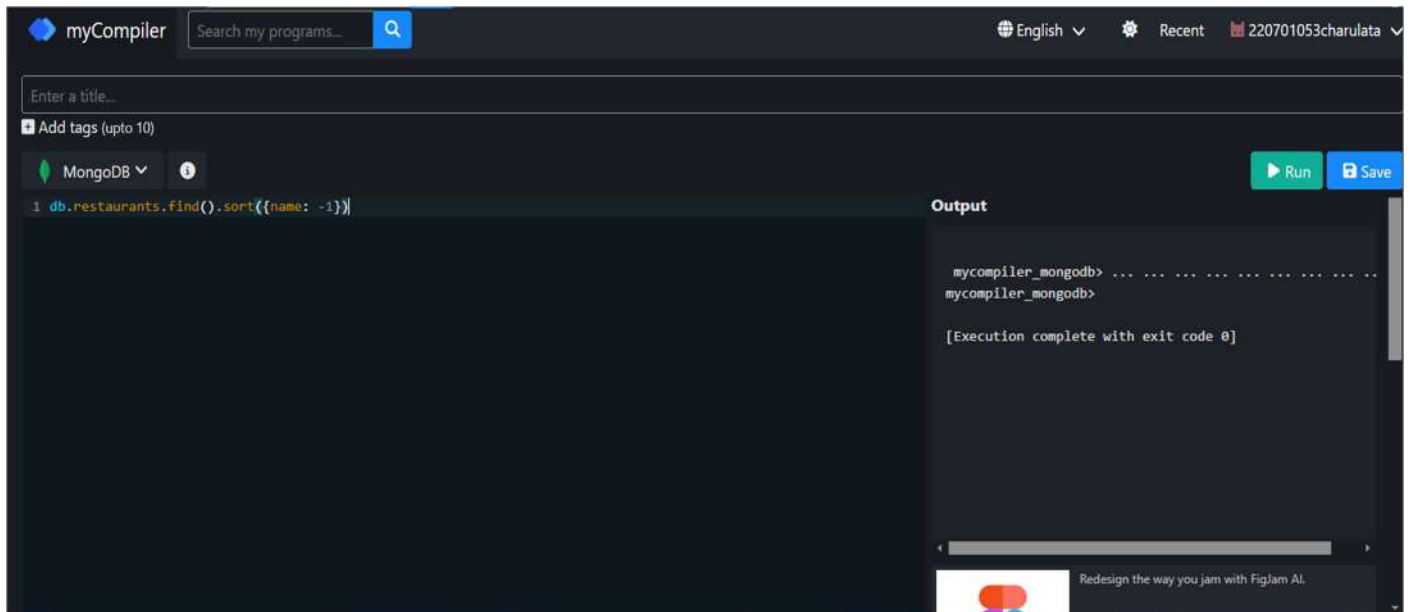 myCompiler
Search my programs...
English
Recent
220701053charulata
Enter a title...
Add tags (upto 10)
MongoDB
Run
Save
1 db.restaurants.find().sort({name: -1})
Output
mycompiler_mongodb> ... ... ... ... ... ... ... ... ..
mycompiler_mongodb>
[Execution complete with exit code 0]
Redesign the way you jam with FigJam AI.